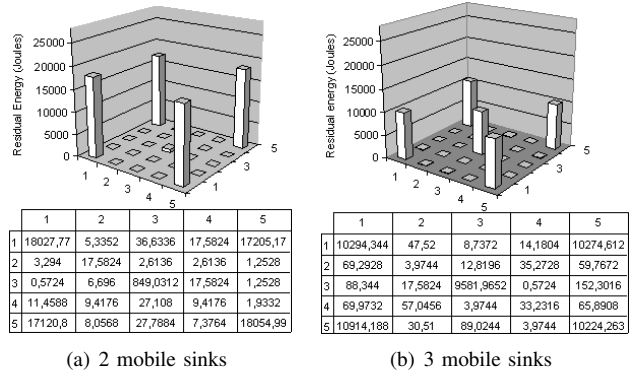 Residual Energy (Joules)
25000
20000
15000
10000
5000
0
1
2
3
4
5
1
3
5
1 2 3 4 5
1 18027,77 5,3352 36,6336 17,5824 17205,17
2 3,294 17,5824 2,6136 2,6136 1,2528
3 0,5724 6,696 849,0312 17,5824 1,2528
4 11,4588 9,4176 27,108 9,4176 1,9332
5 17120,8 8,0568 27,7884 7,3764 18054,99
(a) 2 mobile sinks
Residual Energy (Joules)
25000
20000
15000
10000
5000
0
1
2
3
4
5
1
3
5
1 2 3 4 5
1 10294,344 47,52 8,7372 14,1804 10274,612
2 69,2928 3,9744 12,8196 35,2728 59,7672
3 88,344 17,5824 9581,9652 0,5724 152,3016
4 69,9732 57,0456 3,9744 33,2316 65,8908
5 10914,188 30,51 89,0244 3,9744 10224,263
(b) 3 mobile sinks